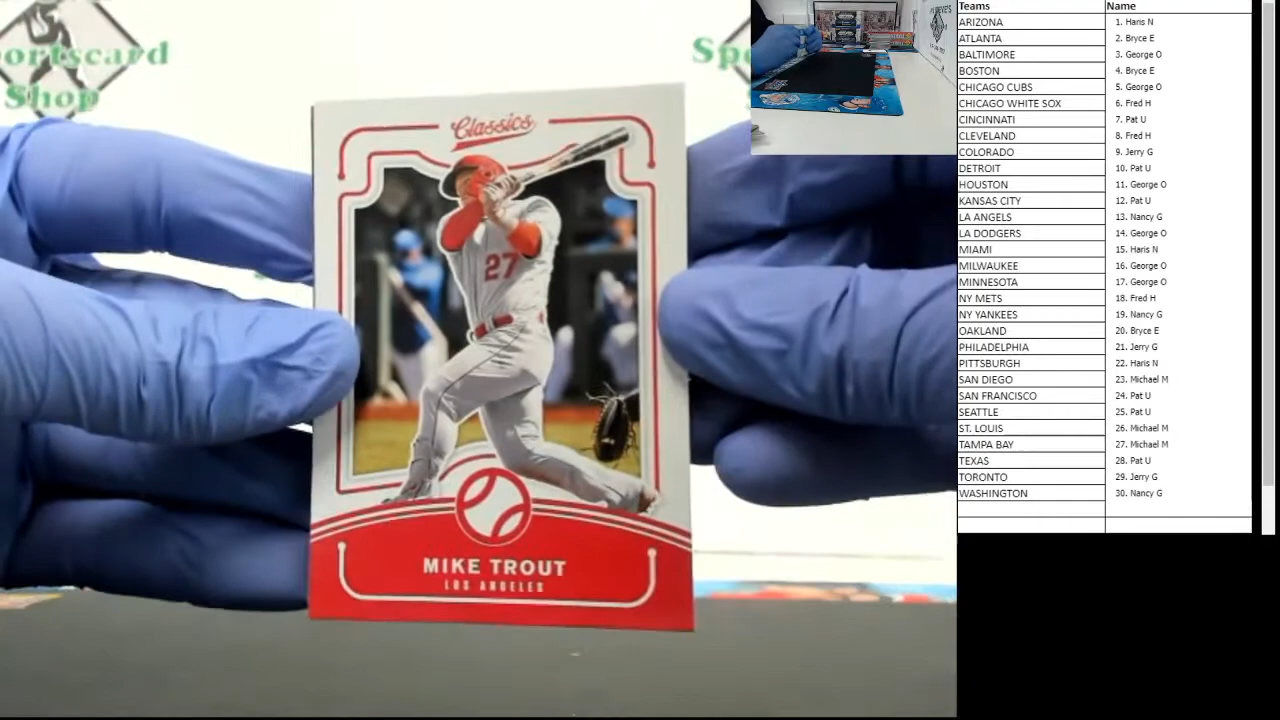 portscard
Shop
Sp
S
Classics
27
MIKE TROUT
LOS ANGELES
Teams Name
ARIZONA 1. Haris N
ATLANTA 2. Bryce E
BALTIMORE 3. George O
BOSTON 4. Bryce E
CHICAGO CUBS 5. George O
CHICAGO WHITE SOX 6. Fred H
CINCINNATI 7. Pat U
CLEVELAND 8. Fred H
COLORADO 9. Jerry G
DETROIT 10. Pat U
HOUSTON 11. George O
KANSAS CITY 12. Pat U
LA ANGELS 13. Nancy G
LA DODGERS 14. George O
MIAMI 15. Haris N
MILWAUKEE 16. George O
MINNESOTA 17. George O
NY METS 18. Fred H
NY YANKEES 19. Nancy G
OAKLAND 20. Bryce E
PHILADELPHIA 21. Jerry G
PITTSBURGH 22. Haris N
SAN DIEGO 23. Michael M
SAN FRANCISCO 24. Pat U
SEATTLE 25. Pat U
ST. LOUIS 26. Michael M
TAMPA BAY 27. Michael M
TEXAS 28. Pat U
TORONTO 29. Jerry G
WASHINGTON 30. Nancy G